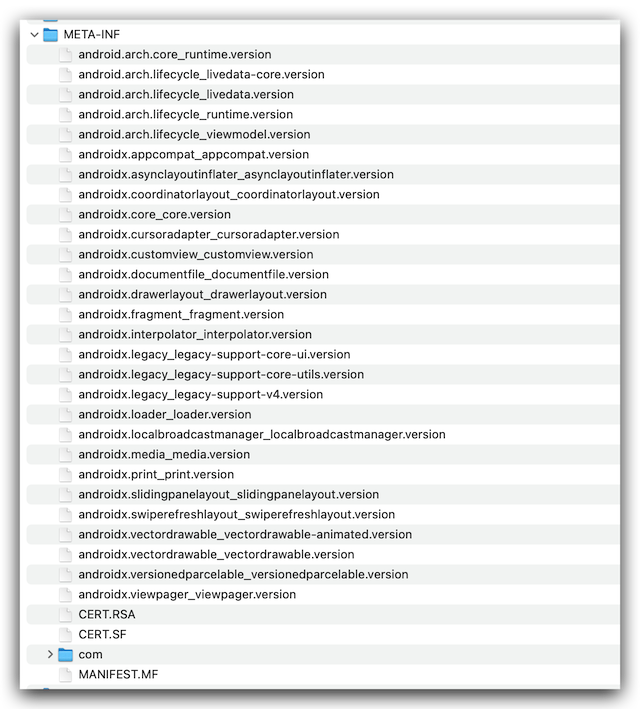 META-INF
android.arch.core_runtime.version
android.arch.lifecycle_livedata-core.version
android.arch.lifecycle_livedata.version
android.arch.lifecycle_runtime.version
android.arch.lifecycle_viewmodel.version
androidx.appcompat_appcompat.version
androidx.asynclayoutinflater_asynclayoutinflater.version
androidx.coordinatorlayout_coordinatorlayout.version
androidx.core_core.version
androidx.cursoradapter_cursoradapter.version
androidx.customview_customview.version
androidx.documentfile_documentfile.version
androidx.drawerlayout_drawerlayout.version
androidx.fragment_fragment.version
androidx.interpolator_interpolator.version
androidx.legacy_legacy-support-core-ui.version
androidx.legacy_legacy-support-core-utils.version
androidx.legacy_legacy-support-v4.version
androidx.loader_loader.version
androidx.localbroadcastmanager_localbroadcastmanager.version
androidx.media_media.version
androidx.print_print.version
androidx.slidingpanelayout_slidingpanelayout.version
androidx.swiperefreshlayout_swiperefreshlayout.version
androidx.vectordrawable_vectordrawable-animated.version
androidx.vectordrawable_vectordrawable.version
androidx.versionedparcelable_versionedparcelable.version
androidx.viewpager_viewpager.version
CERT.RSA
CERT.SF
com
MANIFEST.MF